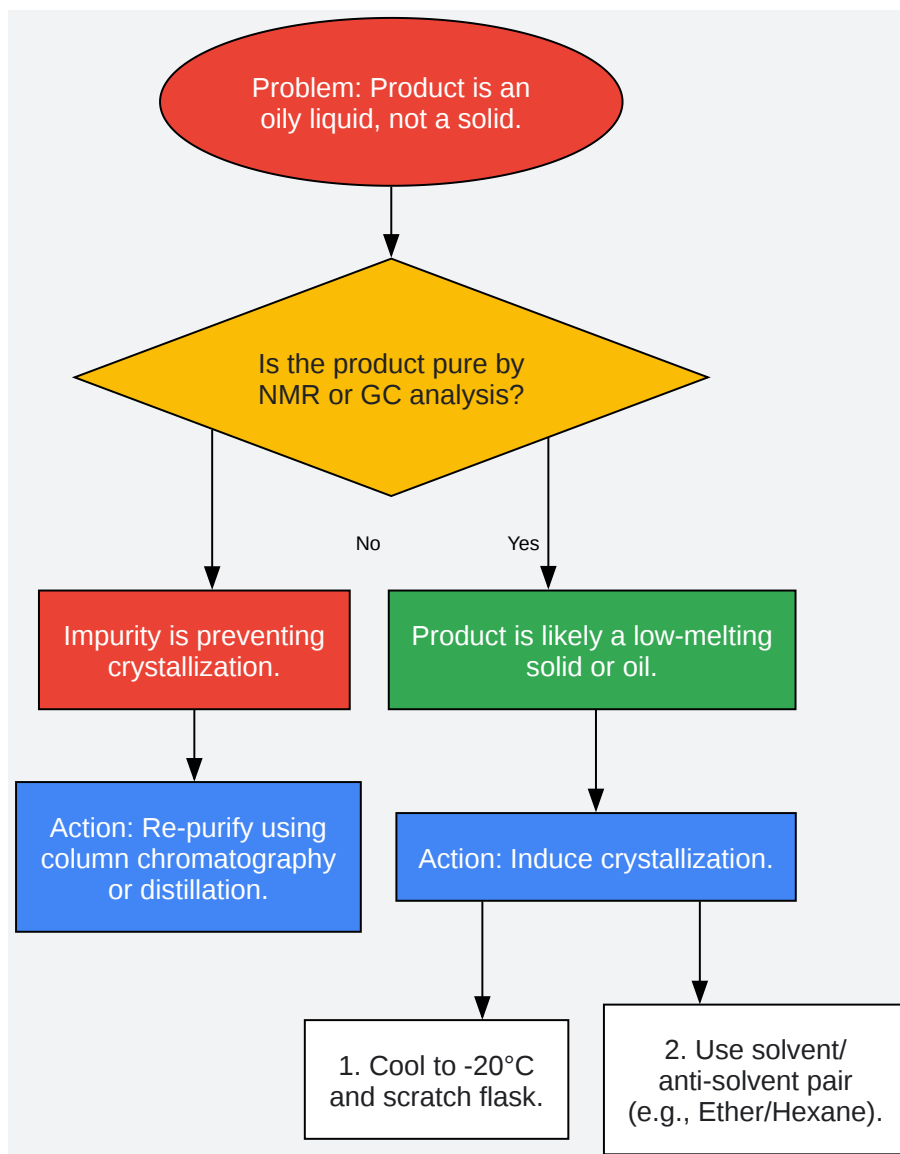 Problem: Product is an
oily liquid, not a solid.
Is the product pure by
NMR or GC analysis?
No
Yes
Impurity is preventing
crystallization.
Product is likely a low-melting
solid or oil.
Action: Re-purify using
column chromatography
or distillation.
Action: Induce crystallization.
1. Cool to -20°C
and scratch flask.
2. Use solvent/
anti-solvent pair
(e.g., Ether/Hexane).